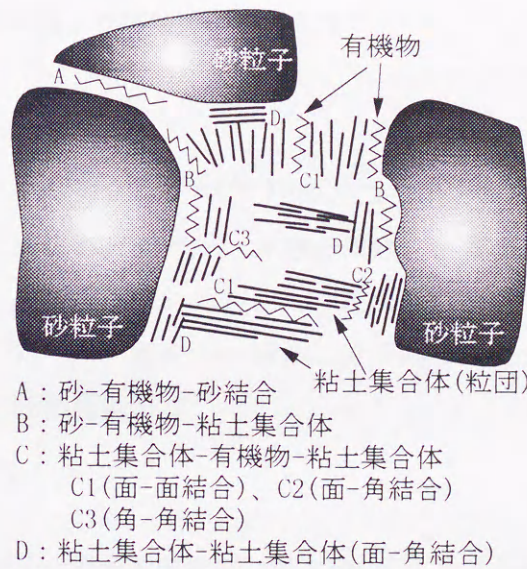 砂粒子
有機物
A
D
B
C1
B
C3
D
C1
C2
砂粒子
砂粒子
D
粘土集合体(粒団)
A：砂-有機物-砂結合
B：砂-有機物-粘土集合体
C：粘土集合体-有機物-粘土集合体
C1(面-面結合)、C2(面-角結合)
C3(角-角結合)
D：粘土集合体-粘土集合体(面-角結合)